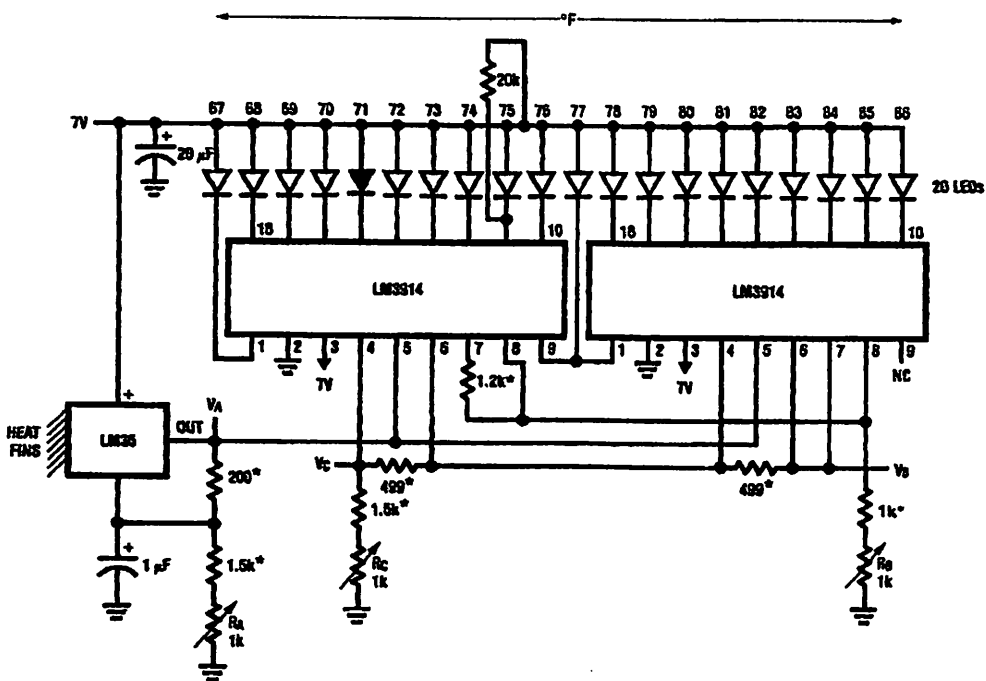 °F
20k
67 68 69 70 71 72 73 74 75 76 77 78 79 80 81 82 83 84 85 86
7V
+
20 µF
20 LEDs
18 10 18 10
LM3914 LM3914
1 2 3 4 5 6 7 8 9 1 2 3 4 5 6 7 8 9
7V 1.2k* 7V NC
+
HEAT FINS
LM35
OUT
VA
VC
499* 499*
VB
200*
1.5k*
1k*
+
1 µF
1.5k*
RC
1k
RB
1k
RA
1k